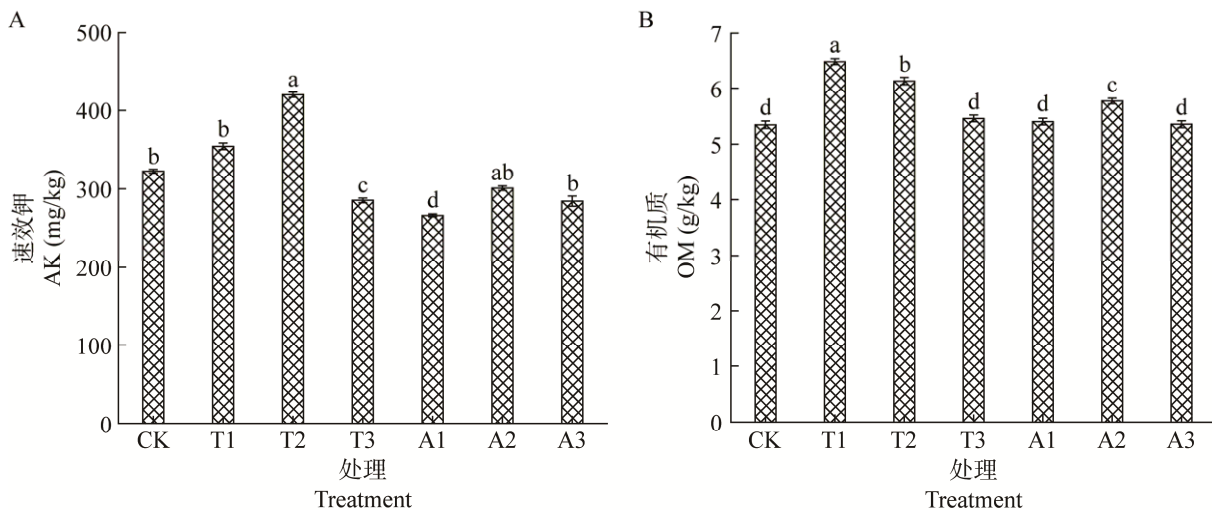 A
500
400
300
200
100
0
速效钾
AK (mg/kg)
b
b
a
c
d
ab
b
CK T1 T2 T3 A1 A2 A3
处理
Treatment
B
7
6
5
4
3
2
1
0
有机质
OM (g/kg)
d
a
b
d
d
c
d
CK T1 T2 T3 A1 A2 A3
处理
Treatment